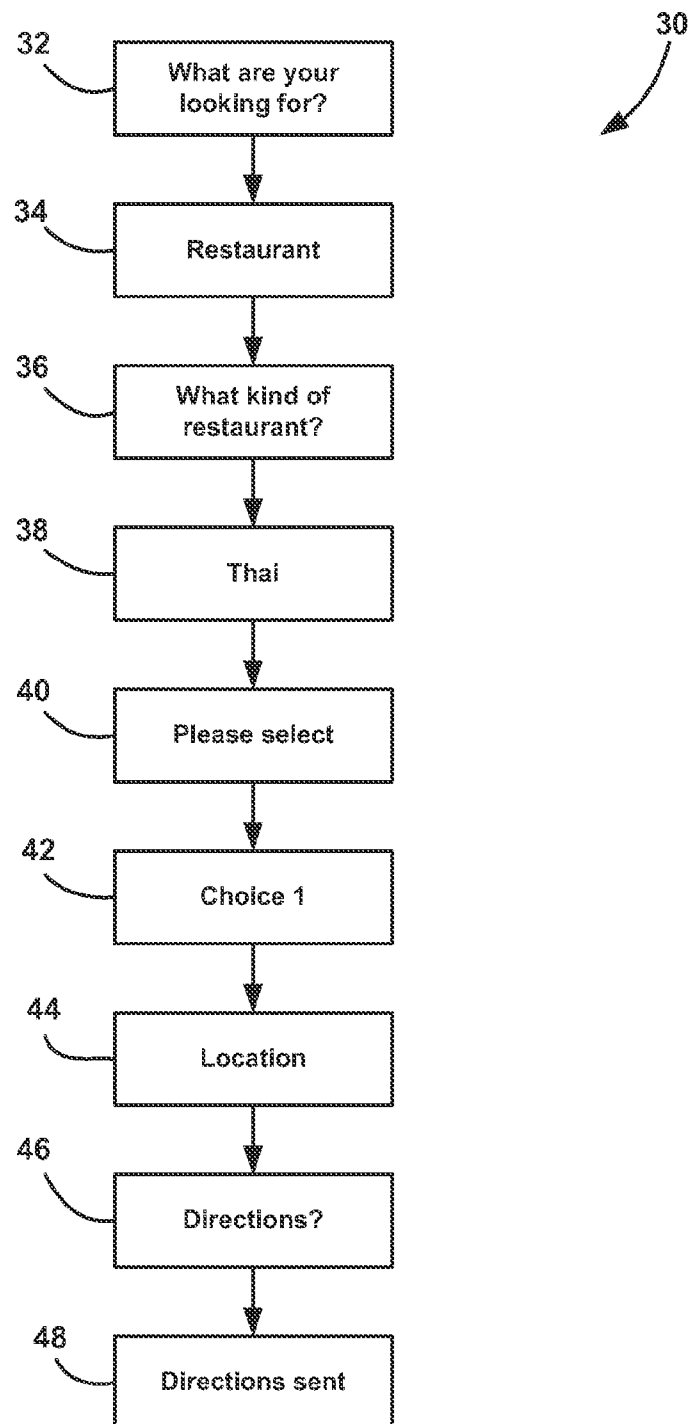 30
32
What are your
looking for?
34
Restaurant
36
What kind of
restaurant?
38
Thai
40
Please select
42
Choice 1
44
Location
46
Directions?
48
Directions sent